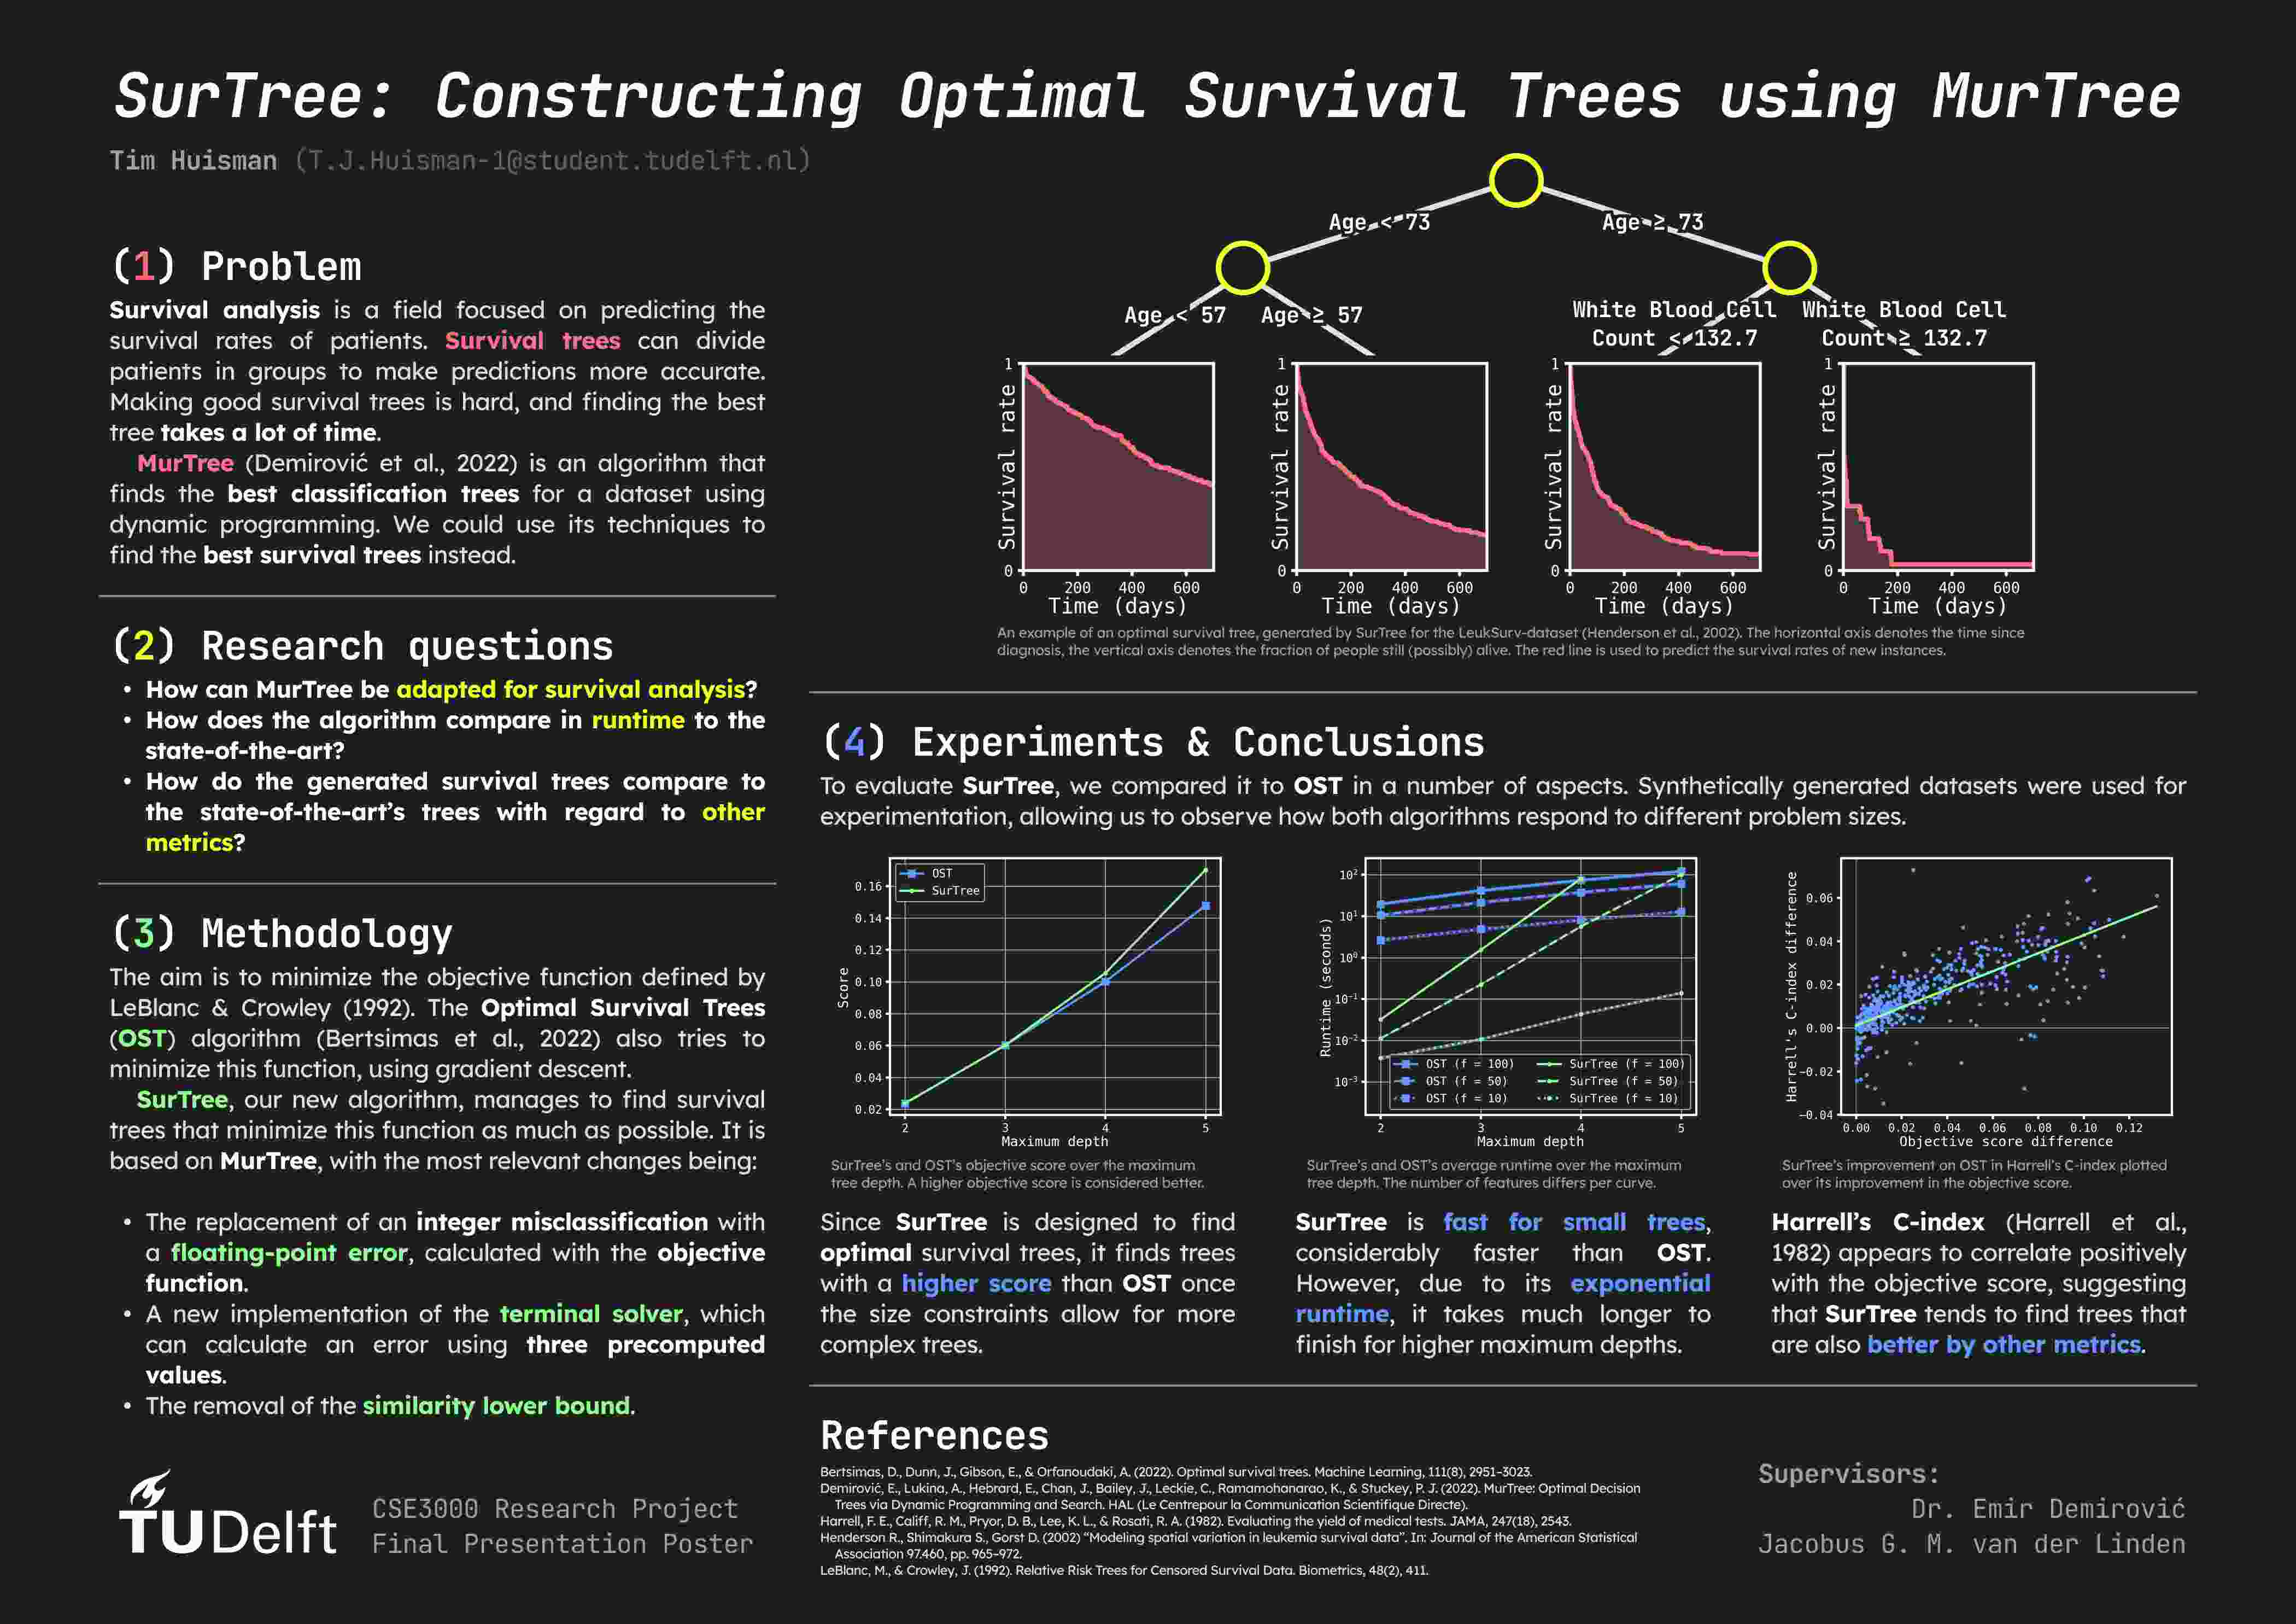 SurTree: Constructing Optimal Survival Trees using MurTree
Tim Huisman (T.J.Huisman-1@student.tudelft.nl)
(1) Problem
Survival analysis is a field focused on predicting the
survival rates of patients. Survival trees can divide
patients in groups to make predictions more accurate.
Making good survival trees is hard, and finding the best
tree takes a lot of time.
MurTree (Demirović et al., 2022) is an algorithm that
finds the best classification trees for a dataset using
dynamic programming. We could use its techniques to
find the best survival trees instead.
(2) Research questions
• How can MurTree be adapted for survival analysis?
• How does the algorithm compare in runtime to the
state-of-the-art?
• How do the generated survival trees compare to
the state-of-the-art's trees with regard to other
metrics?
(3) Methodology
The aim is to minimize the objective function defined by
LeBlanc & Crowley (1992). The Optimal Survival Trees
(OST) algorithm (Bertsimas et al., 2022) also tries to
minimize this function, using gradient descent.
SurTree, our new algorithm, manages to find survival
trees that minimize this function as much as possible. It is
based on MurTree, with the most relevant changes being:
• The replacement of an integer misclassification with
a floating-point error, calculated with the objective
function.
• A new implementation of the terminal solver, which
can calculate an error using three precomputed
values.
• The removal of the similarity lower bound.
TU Delft
CSE3000 Research Project
Final Presentation Poster
Age < 73
Age ≥ 73
Age < 57
Age ≥ 57
White Blood Cell
Count < 132.7
White Blood Cell
Count ≥ 132.7
1
Survival rate
0
0 200 400 600
Time (days)
1
Survival rate
0
0 200 400 600
Time (days)
1
Survival rate
0
0 200 400 600
Time (days)
1
Survival rate
0
0 200 400 600
Time (days)
An example of an optimal survival tree, generated by SurTree for the LeukSurv-dataset (Henderson et al., 2002). The horizontal axis denotes the time since
diagnosis, the vertical axis denotes the fraction of people still (possibly) alive. The red line is used to predict the survival rates of new instances.
(4) Experiments & Conclusions
To evaluate SurTree, we compared it to OST in a number of aspects. Synthetically generated datasets were used for
experimentation, allowing us to observe how both algorithms respond to different problem sizes.
OST
SurTree
0.16
0.14
0.12
0.10
0.08
0.06
0.04
0.02
Score
2 3 4 5
Maximum depth
SurTree's and OST's objective score over the maximum
tree depth. A higher objective score is considered better.
Since SurTree is designed to find
optimal survival trees, it finds trees
with a higher score than OST once
the size constraints allow for more
complex trees.
10²
10¹
10⁰
10⁻¹
10⁻²
10⁻³
Runtime (seconds)
OST (f = 100) SurTree (f = 100)
OST (f = 50) SurTree (f = 50)
OST (f = 10) SurTree (f = 10)
2 3 4 5
Maximum depth
SurTree's and OST's average runtime over the maximum
tree depth. The number of features differs per curve.
SurTree is fast for small trees,
considerably faster than OST.
However, due to its exponential
runtime, it takes much longer to
finish for higher maximum depths.
0.06
0.04
0.02
0.00
−0.02
−0.04
Harrell's C-index difference
0.00 0.02 0.04 0.06 0.08 0.10 0.12
Objective score difference
SurTree's improvement on OST in Harrell's C-index plotted
over its improvement in the objective score.
Harrell's C-index (Harrell et al.,
1982) appears to correlate positively
with the objective score, suggesting
that SurTree tends to find trees that
are also better by other metrics.
References
Bertsimas, D., Dunn, J., Gibson, E., & Orfanoudaki, A. (2022). Optimal survival trees. Machine Learning, 111(8), 2951–3023.
Demirović, E., Lukina, A., Hebrard, E., Chan, J., Bailey, J., Leckie, C., Ramamohanarao, K., & Stuckey, P. J. (2022). MurTree: Optimal Decision
Trees via Dynamic Programming and Search. HAL (Le Centrepour la Communication Scientifique Directe).
Harrell, F. E., Califf, R. M., Pryor, D. B., Lee, K. L., & Rosati, R. A. (1982). Evaluating the yield of medical tests. JAMA, 247(18), 2543.
Henderson R., Shimakura S., Gorst D. (2002) "Modeling spatial variation in leukemia survival data". In: Journal of the American Statistical
Association 97.460, pp. 965–972.
LeBlanc, M., & Crowley, J. (1992). Relative Risk Trees for Censored Survival Data. Biometrics, 48(2), 411.
Supervisors:
Dr. Emir Demirović
Jacobus G. M. van der Linden